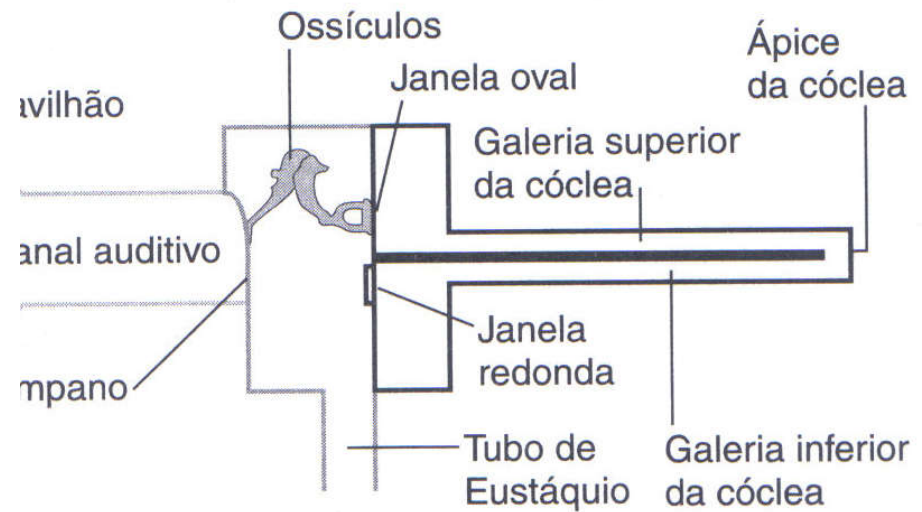 Ossículos
Ápice
da cóclea
Janela oval
avilhão
Galeria superior
da cóclea
anal auditivo
Janela
redonda
mpano
Tubo de
Eustáquio
Galeria inferior
da cóclea